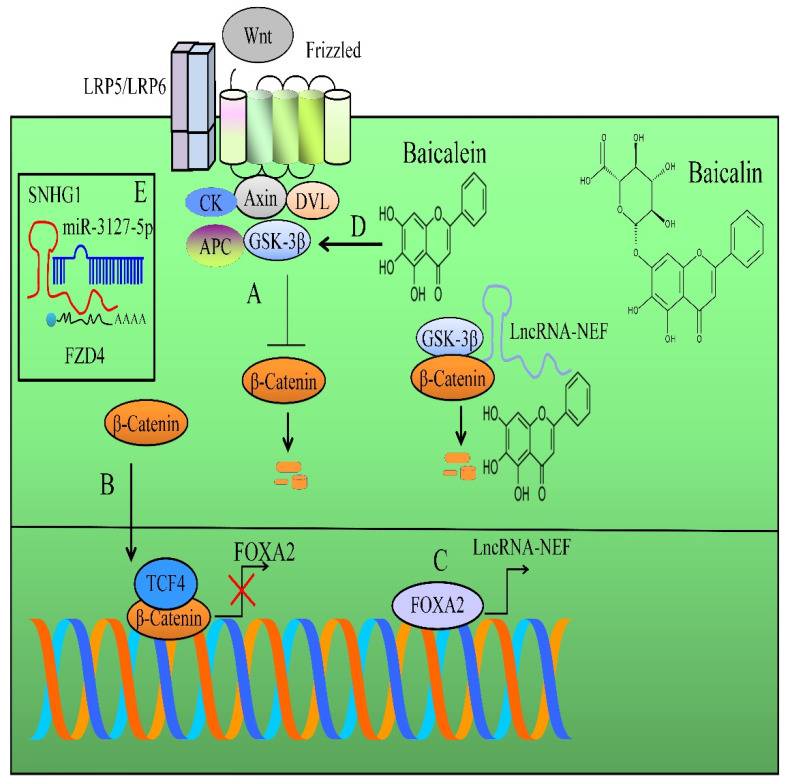 Wnt
Frizzled
LRP5/LRP6
Baicalein
Baicalin
SNHG1
E
miR-3127-5p
AAAA
FZD4
CK
Axin
DVL
APC
GSK-3β
D
A
HO
HO
OH
OH
O
O
O
HO
OH
O
OH
OH
O
O
HO
OH
O
GSK-3β
LncRNA-NEF
β-Catenin
β-Catenin
β-Catenin
HO
HO
OH
OH
O
O
B
FOXA2
TCF4
β-Catenin
C
LncRNA-NEF
FOXA2